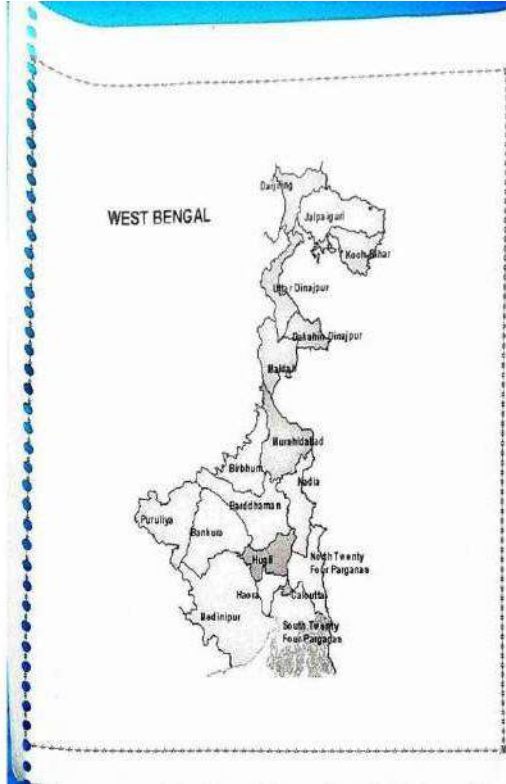 WEST BENGAL
Darjiling
Jalpaiguri
Koch Bihar
Uttar Dinajpur
Dakshin Dinajpur
Maldah
Murshidabad
Birbhum
Nadia
Barddhaman
Puruliya
Bankura
Hugli
North Twenty
Four Parganas
Haora
Calcutta
Medinipur
South Twenty
Four Parganas